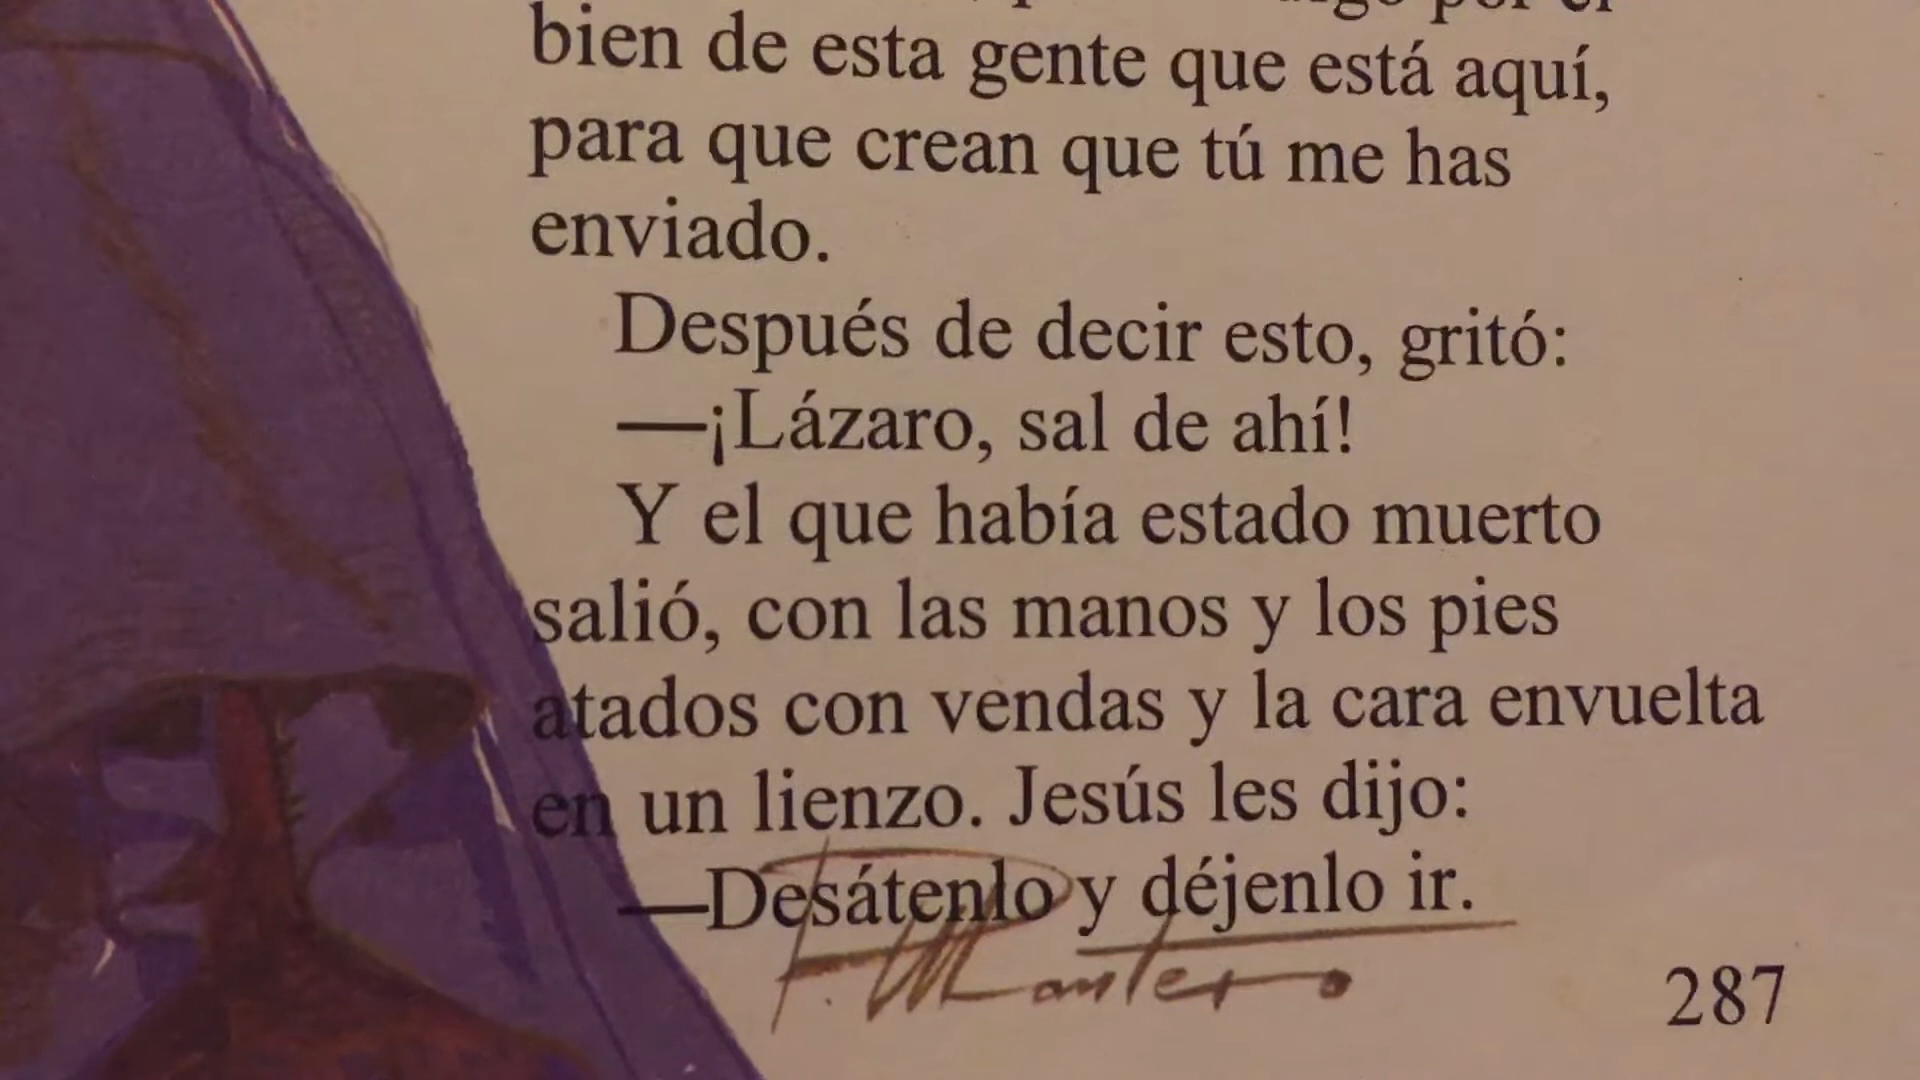 por el
bien de esta gente que está aquí,
para que crean que tú me has
enviado.
Después de decir esto, gritó:
—¡Lázaro, sal de ahí!
Y el que había estado muerto
salió, con las manos y los pies
atados con vendas y la cara envuelta
en un lienzo. Jesús les dijo:
—Desátenlo y déjenlo ir.
F. Montero
287